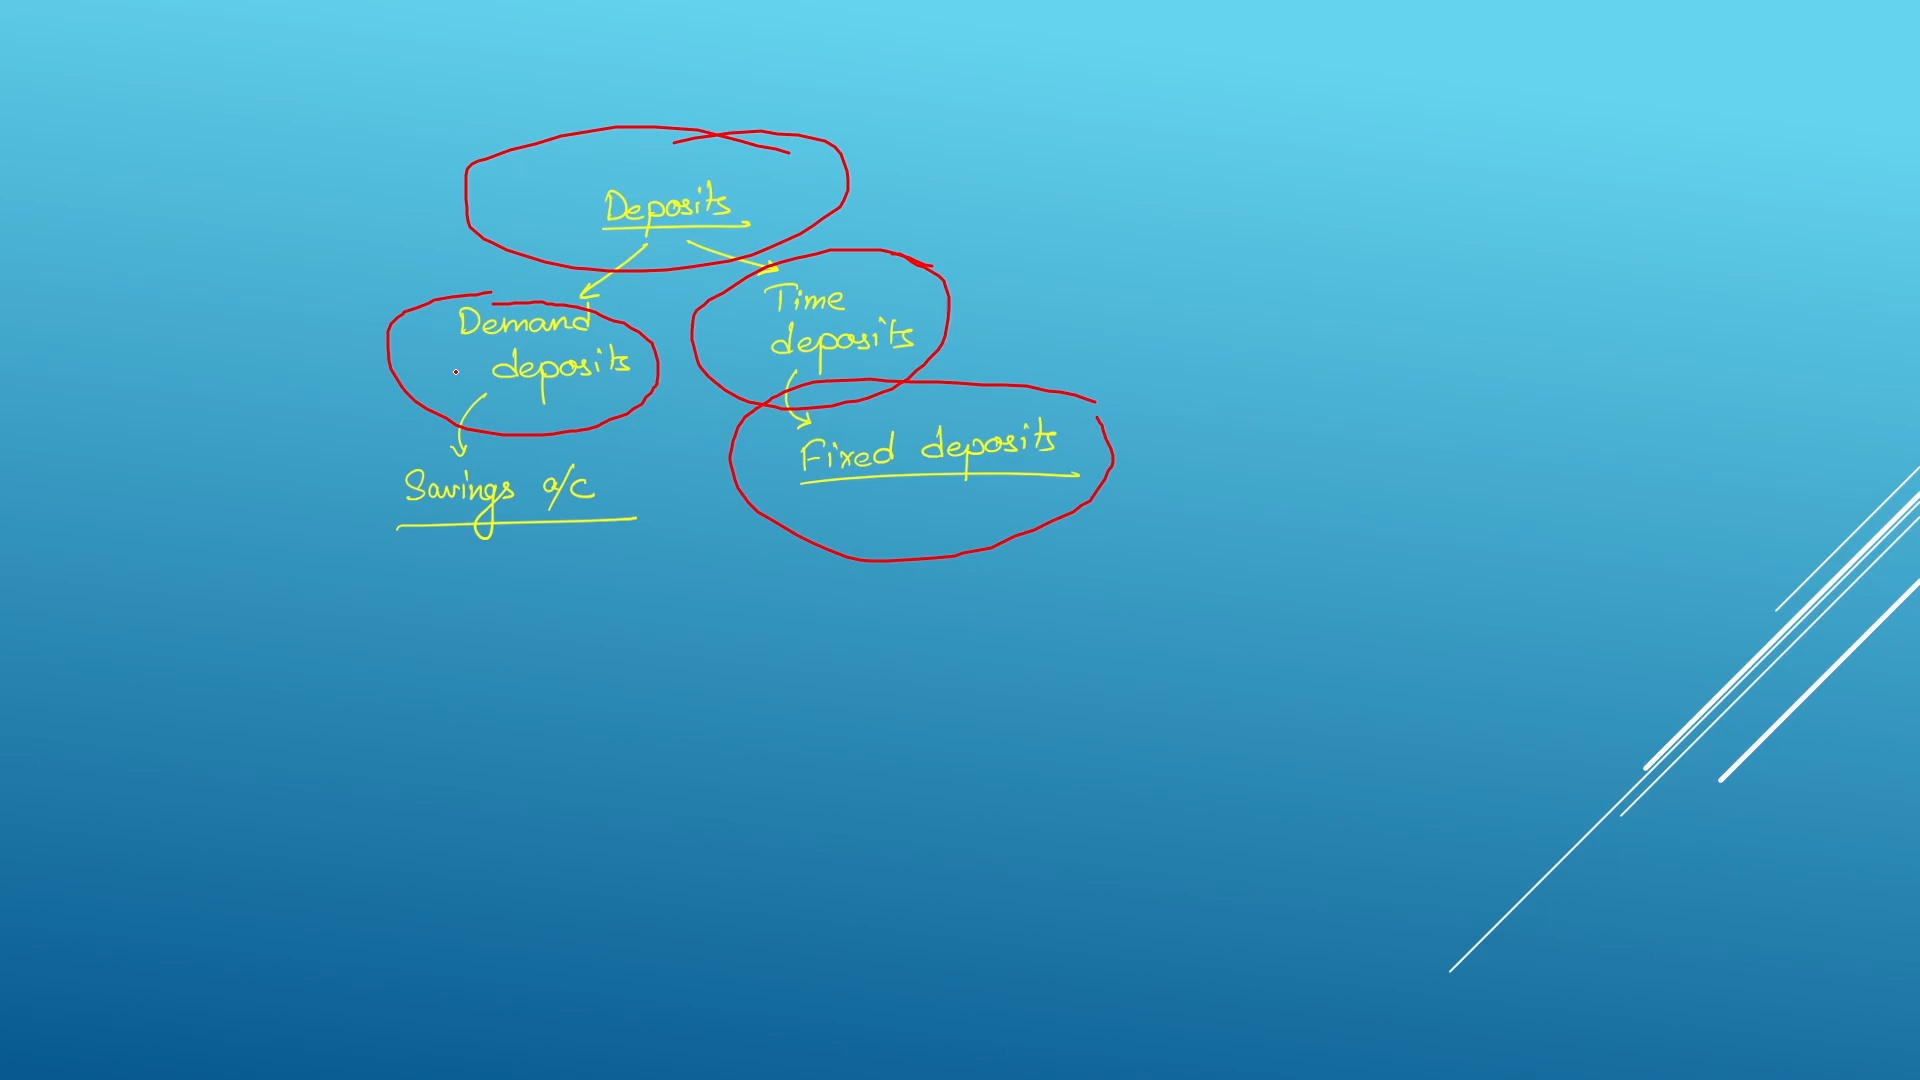 Deposits
Demand
deposits
Time
deposits
Savings a/c
Fixed deposits